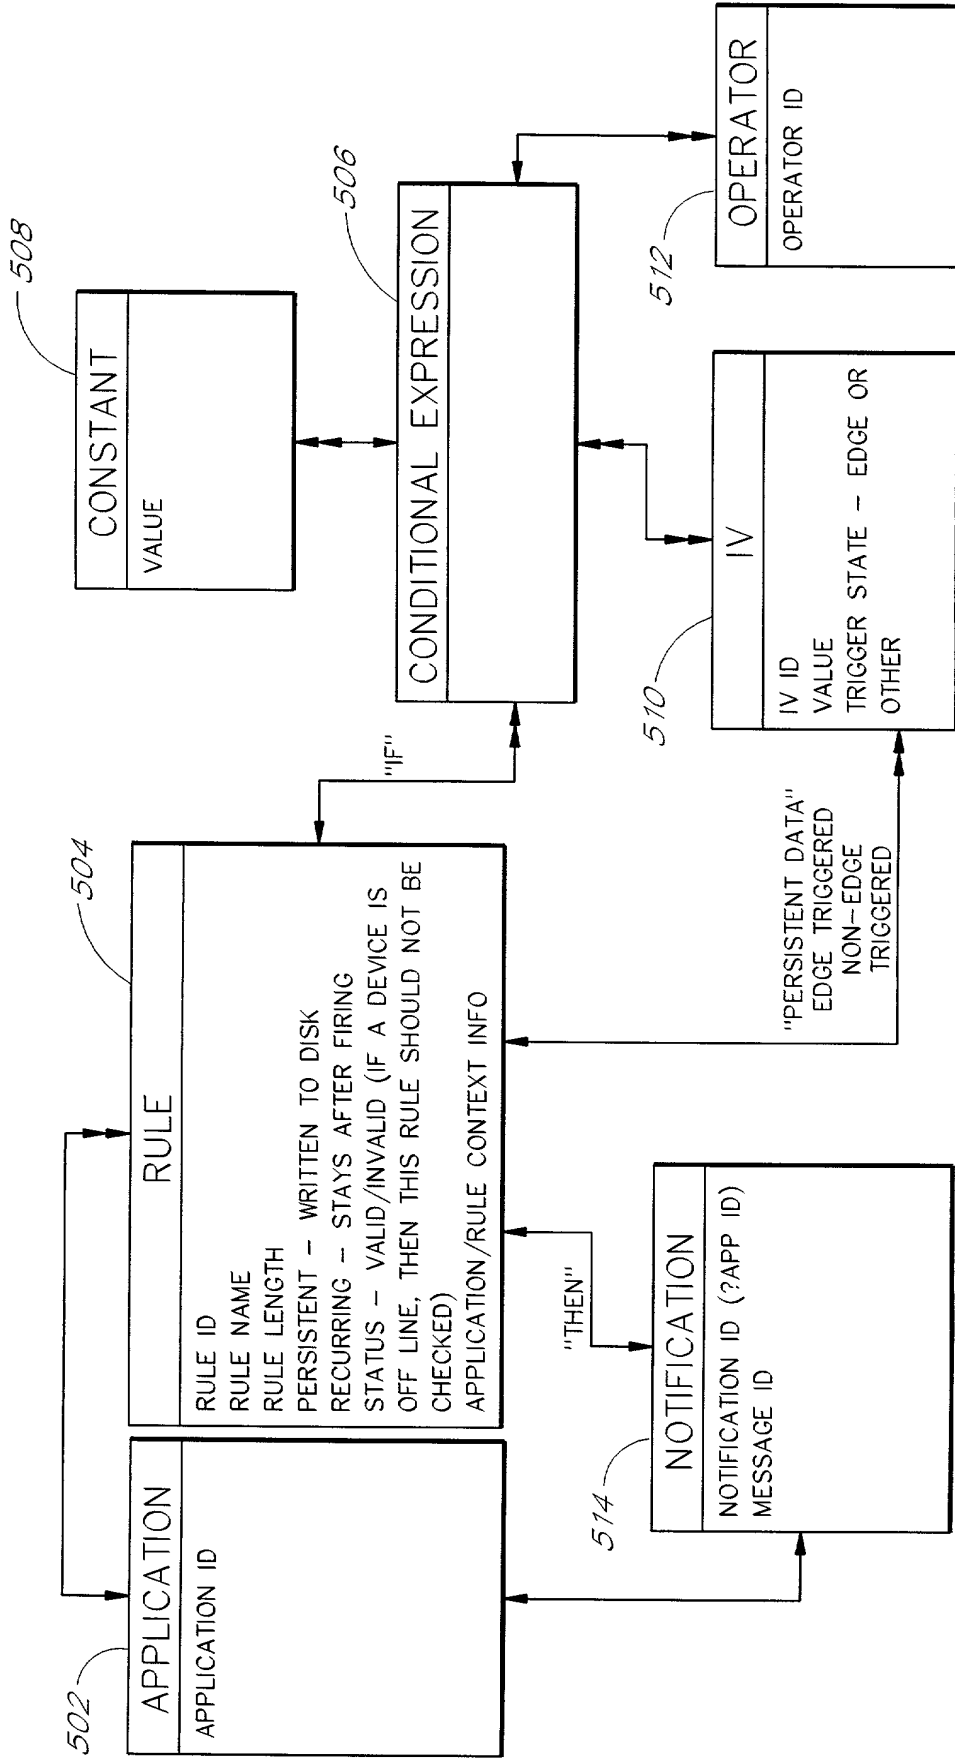 502
APPLICATION
APPLICATION ID
504
RULE
RULE ID
RULE NAME
RULE LENGTH
PERSISTENT - WRITTEN TO DISK
RECURRING - STAYS AFTER FIRING
STATUS - VALID/INVALID (IF A DEVICE IS
OFF LINE, THEN THIS RULE SHOULD NOT BE
CHECKED)
APPLICATION/RULE CONTEXT INFO
"IF"
508
CONSTANT
VALUE
506
CONDITIONAL EXPRESSION
"THEN"
514
NOTIFICATION
NOTIFICATION ID (?APP ID)
MESSAGE ID
"PERSISTENT DATA"
EDGE TRIGGERED
NON-EDGE
TRIGGERED
510
IV
IV ID
VALUE
TRIGGER STATE - EDGE OR
OTHER
512
OPERATOR
OPERATOR ID